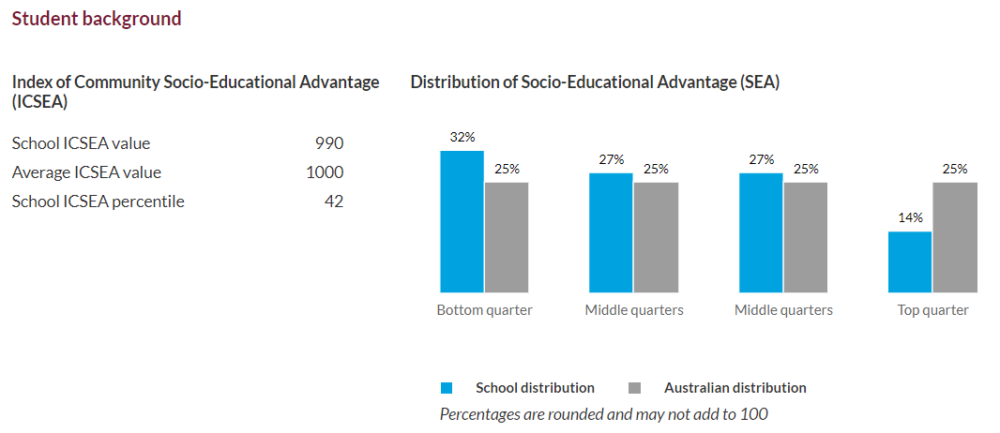 Student background
Index of Community Socio-Educational Advantage
(ICSEA)
School ICSEA value 990
Average ICSEA value 1000
School ICSEA percentile 42
Distribution of Socio-Educational Advantage (SEA)
32% 25% 27% 25% 27% 25% 14% 25%
Bottom quarter Middle quarters Middle quarters Top quarter
School distribution Australian distribution
Percentages are rounded and may not add to 100